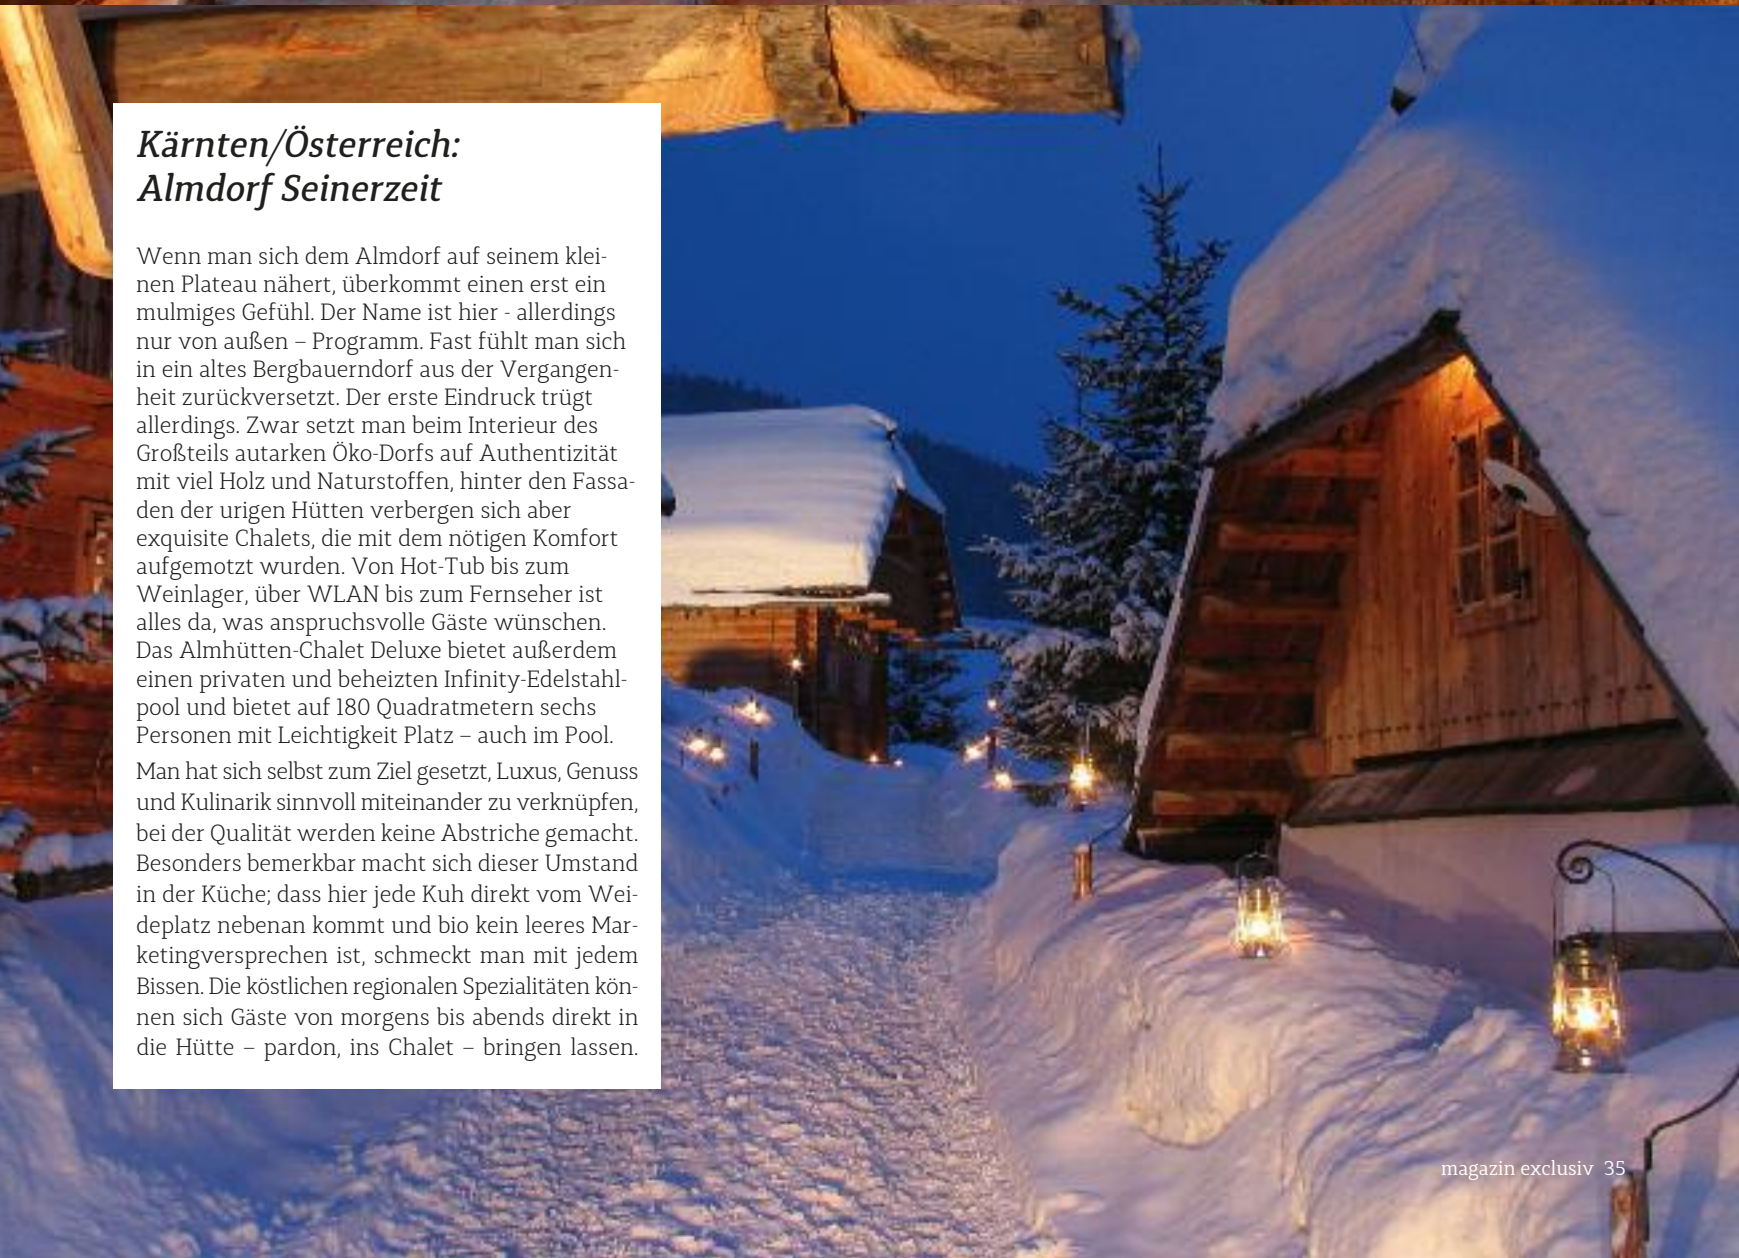 Kärnten/Österreich:
Almdorf Seinerzeit
Wenn man sich dem Almdorf auf seinem klei-
nen Plateau nähert, überkommt einen erst ein
mulmiges Gefühl. Der Name ist hier - allerdings
nur von außen – Programm. Fast fühlt man sich
in ein altes Bergbauerndorf aus der Vergangen-
heit zurückversetzt. Der erste Eindruck trügt
allerdings. Zwar setzt man beim Interieur des
Großteils autarken Öko-Dorfs auf Authentizität
mit viel Holz und Naturstoffen, hinter den Fassa-
den der urigen Hütten verbergen sich aber
exquisite Chalets, die mit dem nötigen Komfort
aufgemotzt wurden. Von Hot-Tub bis zum
Weinlager, über WLAN bis zum Fernseher ist
alles da, was anspruchsvolle Gäste wünschen.
Das Almhütten-Chalet Deluxe bietet außerdem
einen privaten und beheizten Infinity-Edelstahl-
pool und bietet auf 180 Quadratmetern sechs
Personen mit Leichtigkeit Platz – auch im Pool.
Man hat sich selbst zum Ziel gesetzt, Luxus, Genuss
und Kulinarik sinnvoll miteinander zu verknüpfen,
bei der Qualität werden keine Abstriche gemacht.
Besonders bemerkbar macht sich dieser Umstand
in der Küche; dass hier jede Kuh direkt vom Wei-
deplatz nebenan kommt und bio kein leeres Mar-
ketingversprechen ist, schmeckt man mit jedem
Bissen. Die köstlichen regionalen Spezialitäten kön-
nen sich Gäste von morgens bis abends direkt in
die Hütte – pardon, ins Chalet – bringen lassen.
magazin exclusiv 35